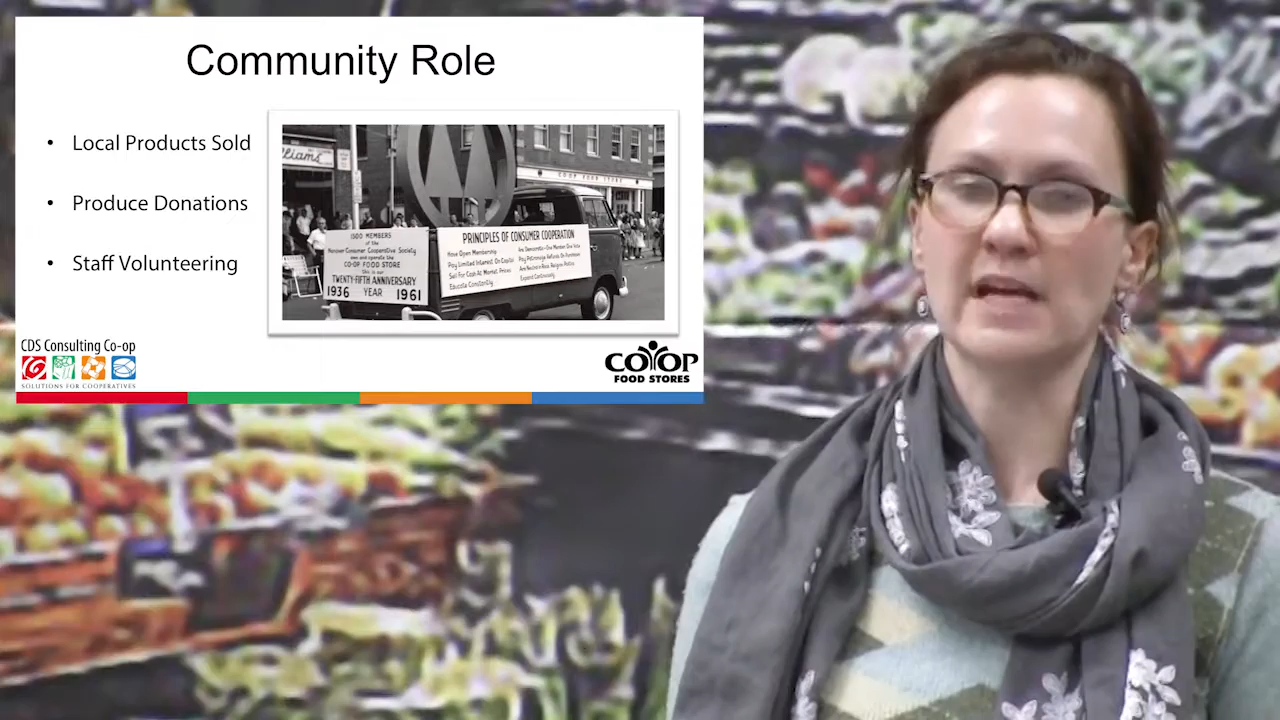 Community Role
• Local Products Sold
• Produce Donations
• Staff Volunteering
lliams
CO-OP FOOD STORE
1500 MEMBERS
of the
Hanover Consumer Cooperative Society
own and operate the
CO-OP FOOD STORE
this is our
TWENTY-FIFTH ANNIVERSARY
1936 YEAR 1961
PRINCIPLES OF CONSUMER COOPERATION
Have Open Membership
Pay Limited Interest On Capital
Sell For Cash At Market Prices
Educate Constantly
Are Democratic-One Member One Vote
Pay Patronage Refunds On Purchases
Are Neutral in Race, Religion, Politics
Expand Continuously
CDS Consulting Co-op
SOLUTIONS FOR COOPERATIVES
CO-OP
FOOD STORES